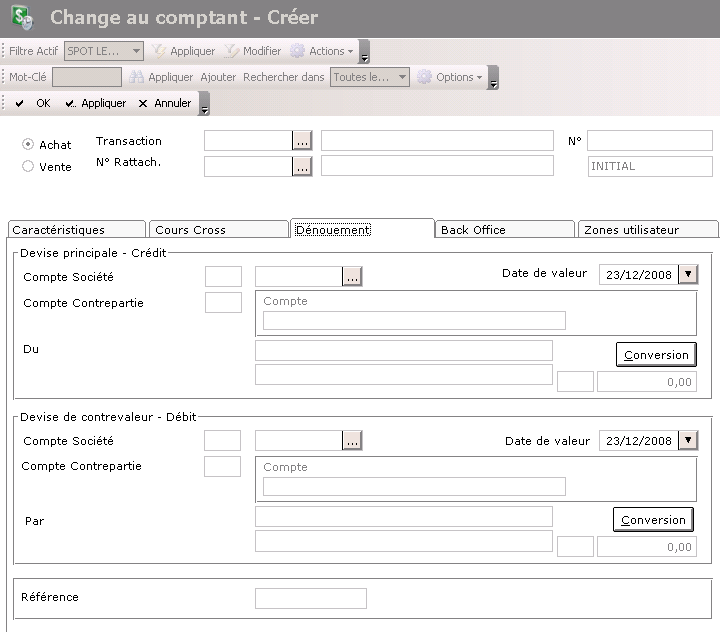 Change au comptant - Créer
Filtre Actif SPOT LE... Appliquer Modifier Actions
Mot-Clé Appliquer Ajouter Rechercher dans Toutes le... Options
OK Appliquer Annuler
Achat Transaction ... N°
Vente N° Rattach. ... INITIAL
Caractéristiques Cours Cross Dénouement Back Office Zones utilisateur
Devise principale - Crédit
Compte Société ... Date de valeur 23/12/2008
Compte Contrepartie Compte
Du Conversion
0,00
Devise de contrevaleur - Débit
Compte Société ... Date de valeur 23/12/2008
Compte Contrepartie Compte
Par Conversion
0,00
Référence